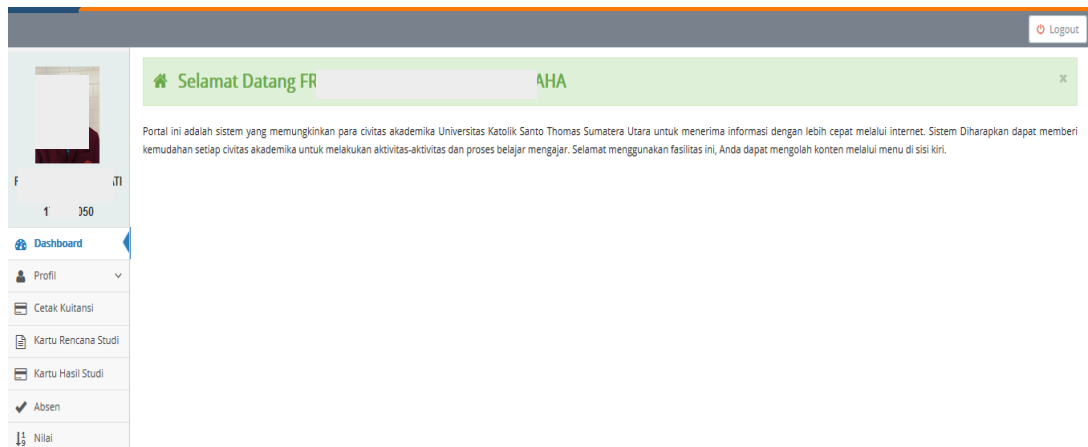 Logout
Selamat Datang FR AHA
×
Portal ini adalah sistem yang memungkinkan para civitas akademika Universitas Katolik Santo Thomas Sumatera Utara untuk menerima informasi dengan lebih cepat melalui internet. Sistem Diharapkan dapat memberi
kemudahan setiap civitas akademika untuk melakukan aktivitas-aktivitas dan proses belajar mengajar. Selamat menggunakan fasilitas ini, Anda dapat mengolah konten melalui menu di sisi kiri.
Dashboard
Profil
Cetak Kuitansi
Kartu Rencana Studi
Kartu Hasil Studi
Absen
Nilai